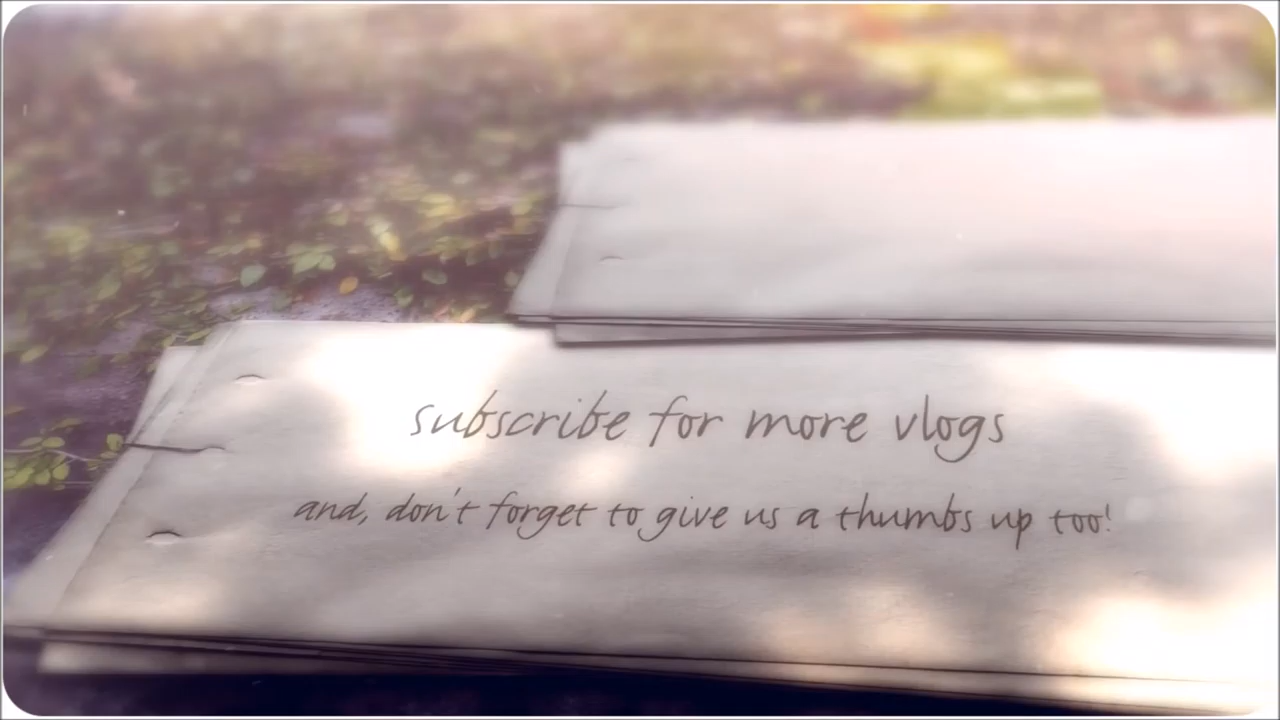 subscribe for more vlogs
and, don't forget to give us a thumbs up too!